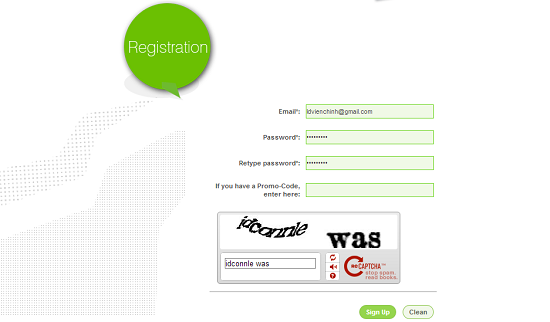 Registration
Email*:
ldvienchinh@gmail.com
Password*:
•••••••••
Retype password*:
•••••••••
If you have a Promo-Code,
enter here:
idconnle was
idconnle was
reCAPTCHA™
stop spam.
read books.
Sign Up
Clean